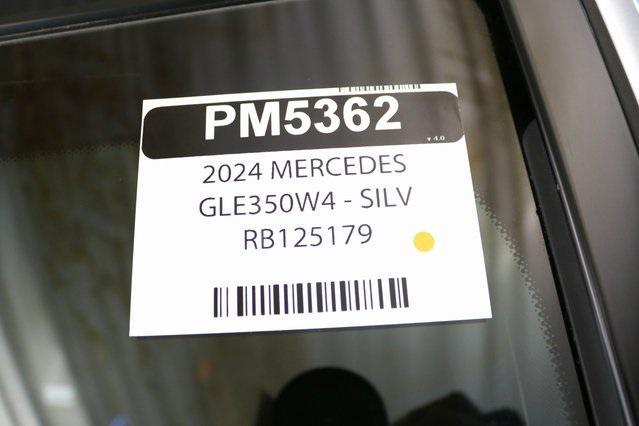 PM5362
v 4.0
2024 MERCEDES
GLE350W4 - SILV
RB125179